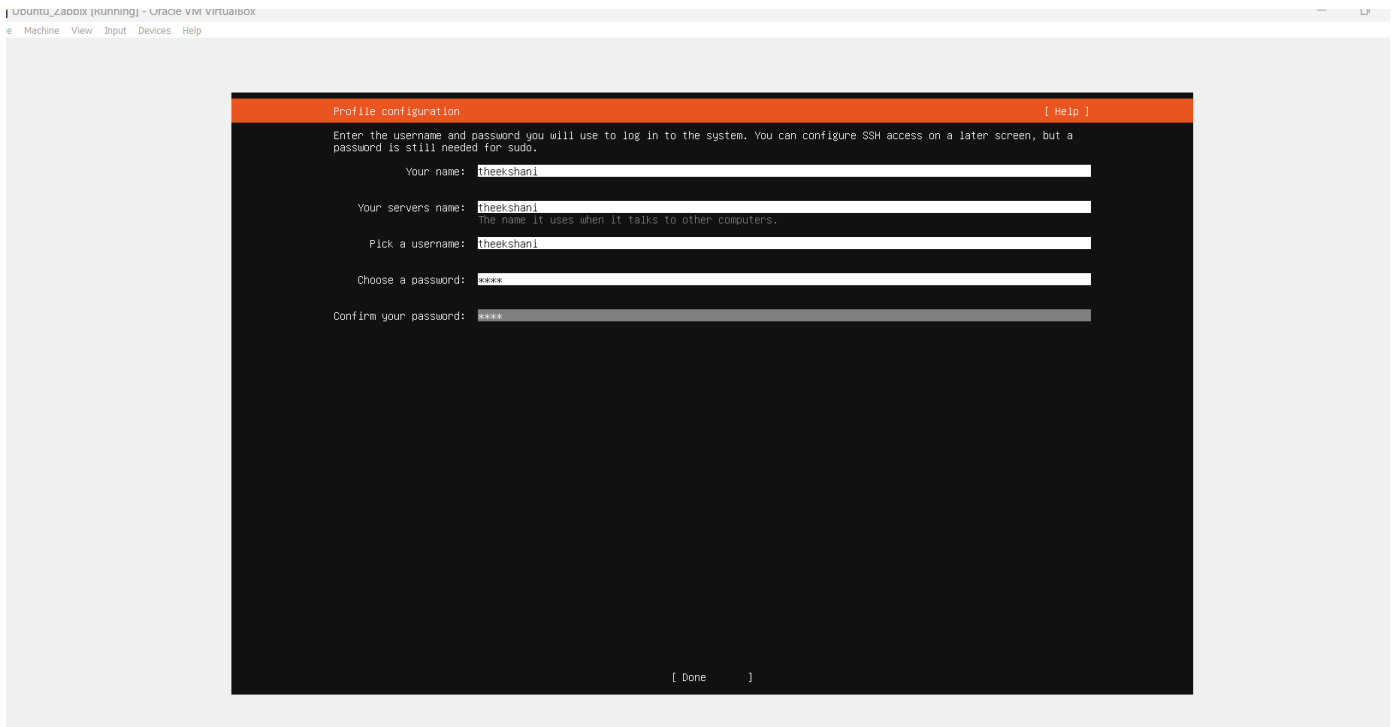 Ubuntu_Zabbix [Running] - Oracle VM VirtualBox
e Machine View Input Devices Help
Profile configuration [ Help ]
Enter the username and password you will use to log in to the system. You can configure SSH access on a later screen, but a
password is still needed for sudo.
Your name: theekshani
Your servers name: theekshani
The name it uses when it talks to other computers.
Pick a username: theekshani
Choose a password: ****
Confirm your password: ****
[ Done ]